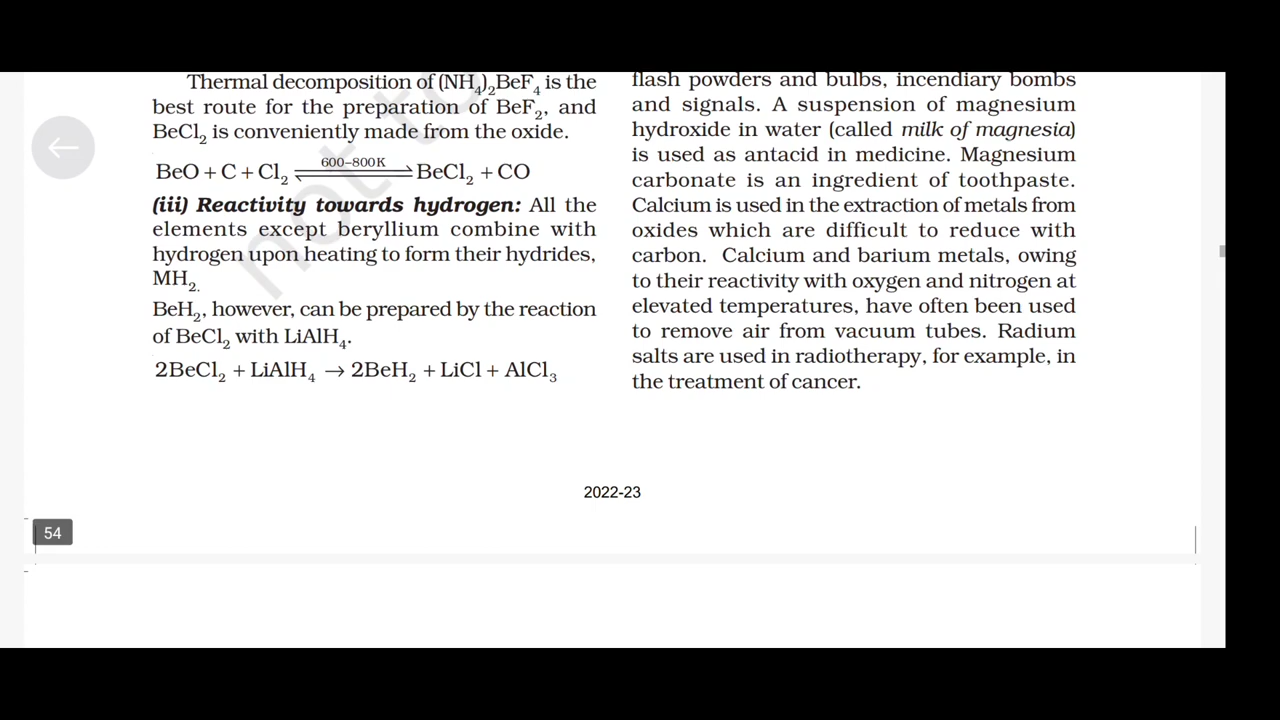 Thermal decomposition of (NH₄)₂BeF₄ is the
best route for the preparation of BeF₂, and
BeCl₂ is conveniently made from the oxide.
BeO + C + Cl₂ ⇌ BeCl₂ + CO
600–800K
(iii) Reactivity towards hydrogen: All the
elements except beryllium combine with
hydrogen upon heating to form their hydrides,
MH₂.
BeH₂, however, can be prepared by the reaction
of BeCl₂ with LiAlH₄.
2BeCl₂ + LiAlH₄ → 2BeH₂ + LiCl + AlCl₃
flash powders and bulbs, incendiary bombs
and signals. A suspension of magnesium
hydroxide in water (called milk of magnesia)
is used as antacid in medicine. Magnesium
carbonate is an ingredient of toothpaste.
Calcium is used in the extraction of metals from
oxides which are difficult to reduce with
carbon. Calcium and barium metals, owing
to their reactivity with oxygen and nitrogen at
elevated temperatures, have often been used
to remove air from vacuum tubes. Radium
salts are used in radiotherapy, for example, in
the treatment of cancer.
not t
2022-23
54